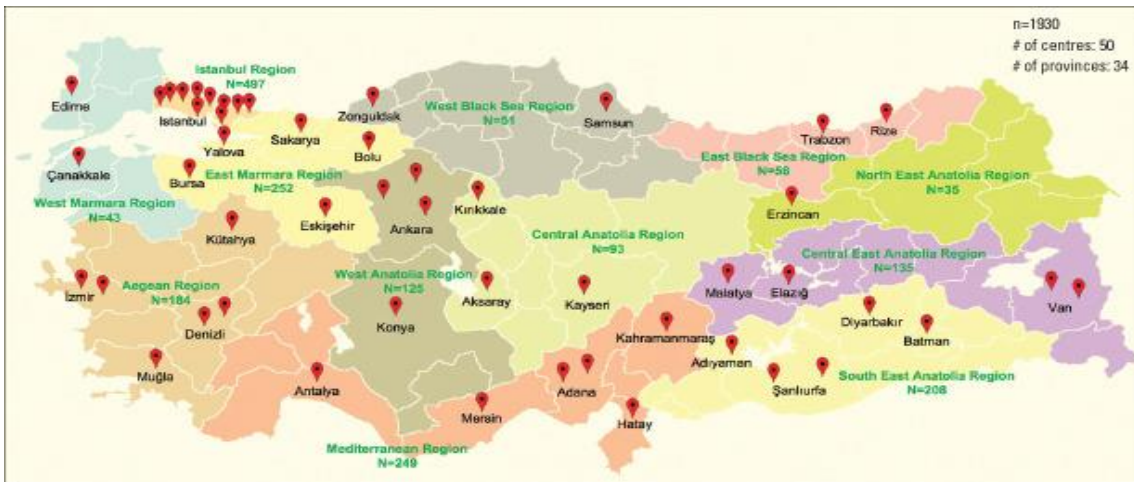 n=1930
# of centres: 50
# of provinces: 34
Istanbul Region
N=497
Edirne
Istanbul
Zonguldak
West Black Sea Region
N=51
Samsun
Trabzon
Rize
Sakarya
Yalova
Bolu
East Black Sea Region
N=58
Çanakkale
Bursa
East Marmara Region
N=252
North East Anatolia Region
N=35
West Marmara Region
N=43
Eskişehir
Ankara
Kırıkkale
Erzincan
Kütahya
Central Anatolia Region
N=93
Central East Anatolia Region
N=135
İzmir
Aegean Region
N=184
West Anatolia Region
N=125
Aksaray
Kayseri
Malatya
Elazığ
Van
Denizli
Konya
Diyarbakır
Batman
Kahramanmaraş
Adıyaman
Muğla
Antalya
Adana
Şanlıurfa
South East Anatolia Region
N=208
Mersin
Hatay
Mediterranean Region
N=249